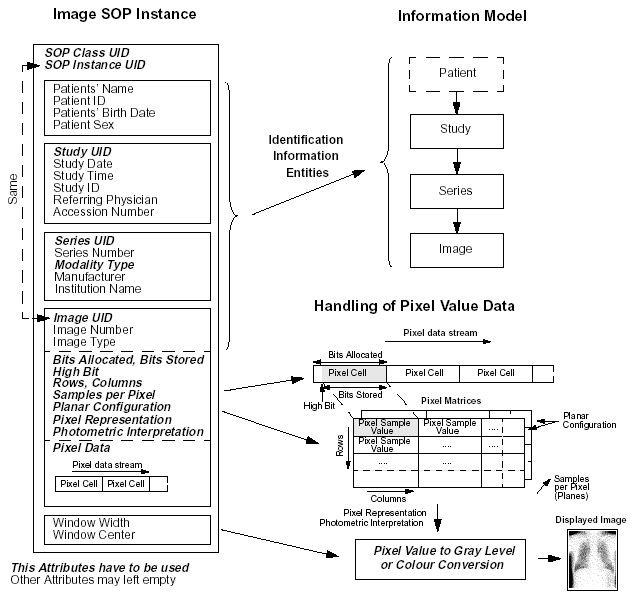 Image SOP Instance
SOP Class UID
SOP Instance UID
Patients' Name
Patient ID
Patients' Birth Date
Patient Sex
Study UID
Study Date
Study Time
Study ID
Referring Physician
Accession Number
Series UID
Series Number
Modality Type
Manufacturer
Institution Name
Same
Image UID
Image Number
Image Type
Bits Allocated, Bits Stored
High Bit
Rows, Columns
Samples per Pixel
Planar Configuration
Pixel Representation
Photometric Interpretation
Pixel Data
Pixel data stream
Pixel Cell
Pixel Cell
Window Width
Window Center
This Attributes have to be used
Other Attributes may left empty
Information Model
Patient
Study
Series
Image
Identification
Information
Entities
Handling of Pixel Value Data
Pixel data stream
Bits Allocated
Pixel Cell
Pixel Cell
Pixel Cell
Bits Stored
High Bit
Pixel Matrices
Pixel Sample
Value
Pixel Sample
Value
....
Pixel Sample
Value
....
....
....
....
Rows
Columns
Planar
Configuration
Samples
per Pixel
(Planes)
Pixel Representation
Photometric Interpretation
Pixel Value to Gray Level
or Colour Conversion
Displayed Image